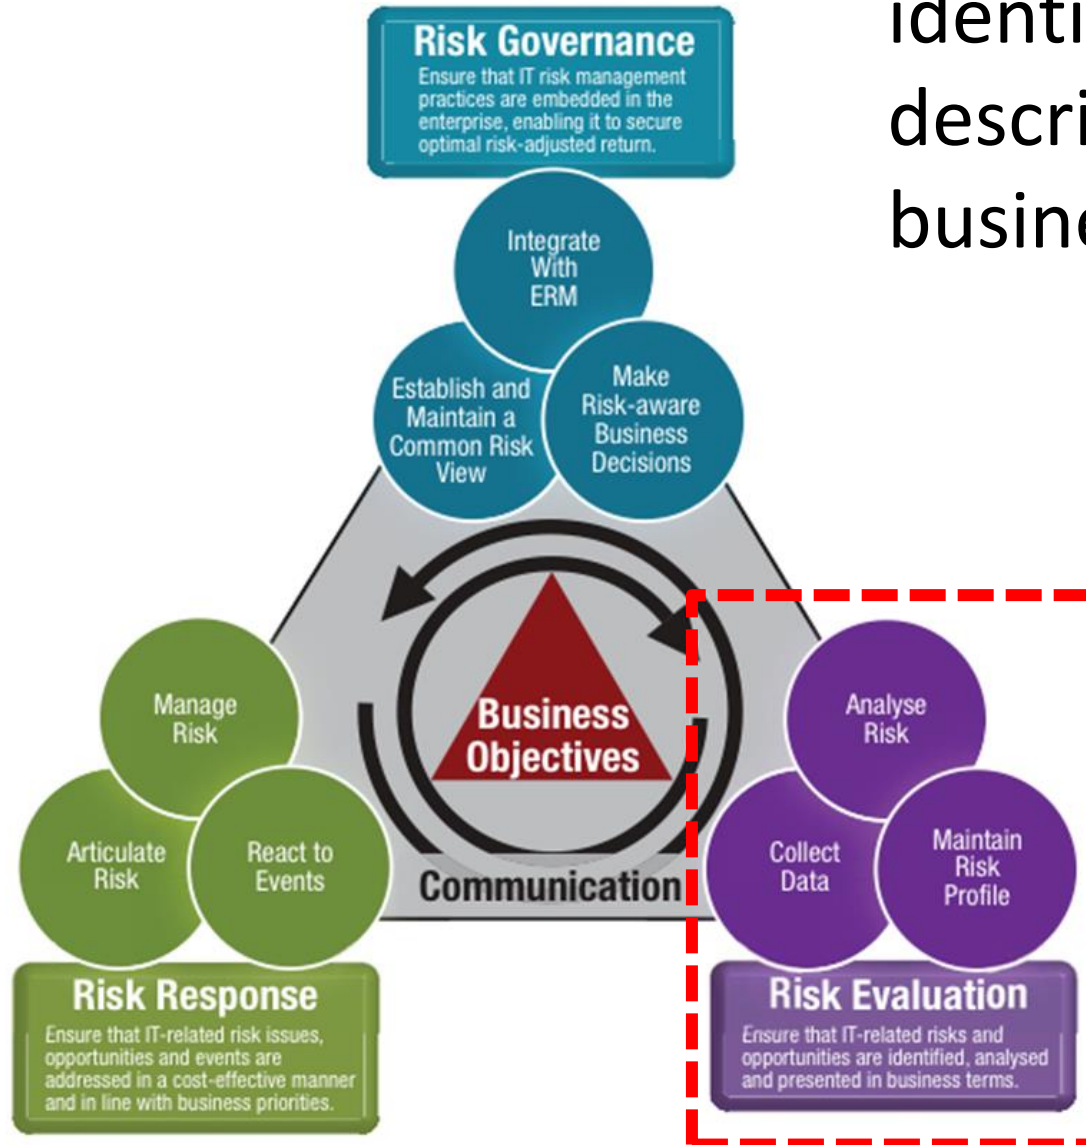 identi
descri
busine
Risk Governance
Ensure that IT risk management
practices are embedded in the
enterprise, enabling it to secure
optimal risk-adjusted return.
Integrate
With
ERM
Establish and
Maintain a
Common Risk
View
Make
Risk-aware
Business
Decisions
Business
Objectives
Communication
Manage
Risk
Articulate
Risk
React to
Events
Risk Response
Ensure that IT-related risk issues,
opportunities and events are
addressed in a cost-effective manner
and in line with business priorities.
Analyse
Risk
Collect
Data
Maintain
Risk
Profile
Risk Evaluation
Ensure that IT-related risks and
opportunities are identified, analysed
and presented in business terms.